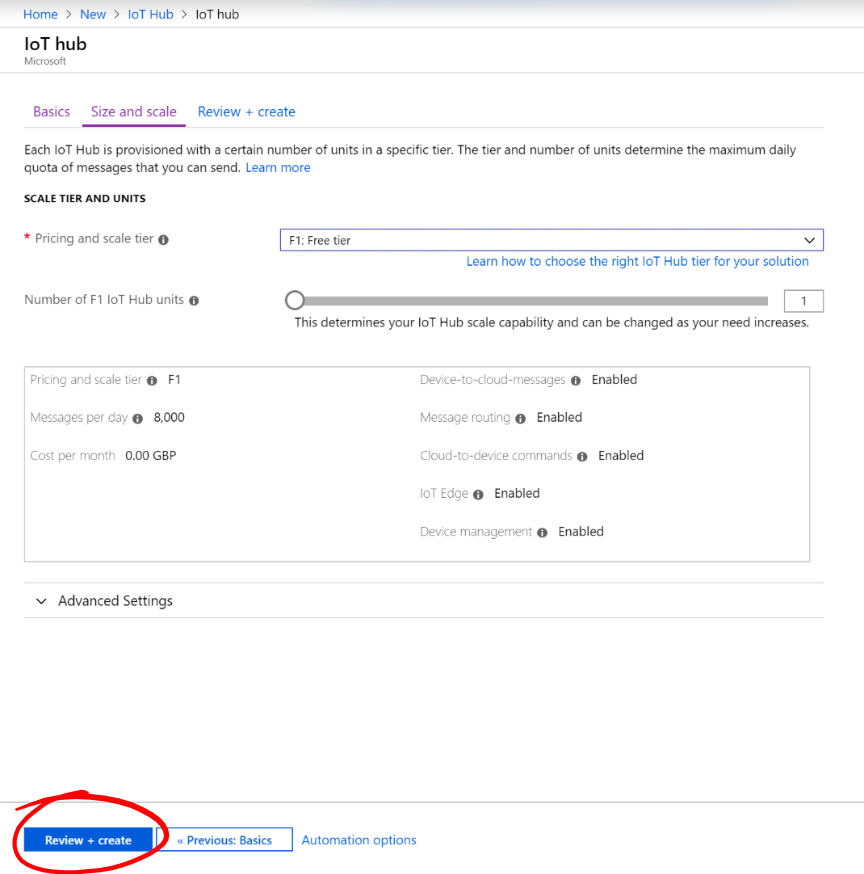 Home > New > IoT Hub > IoT hub
IoT hub
Microsoft
Basics Size and scale Review + create
Each IoT Hub is provisioned with a certain number of units in a specific tier. The tier and number of units determine the maximum daily
quota of messages that you can send. Learn more
SCALE TIER AND UNITS
* Pricing and scale tier F1: Free tier
Learn how to choose the right IoT Hub tier for your solution
Number of F1 IoT Hub units 1
This determines your IoT Hub scale capability and can be changed as your need increases.
Pricing and scale tier F1 Device-to-cloud-messages Enabled
Messages per day 8,000 Message routing Enabled
Cost per month 0.00 GBP Cloud-to-device commands Enabled
IoT Edge Enabled
Device management Enabled
Advanced Settings
Review + create « Previous: Basics Automation options